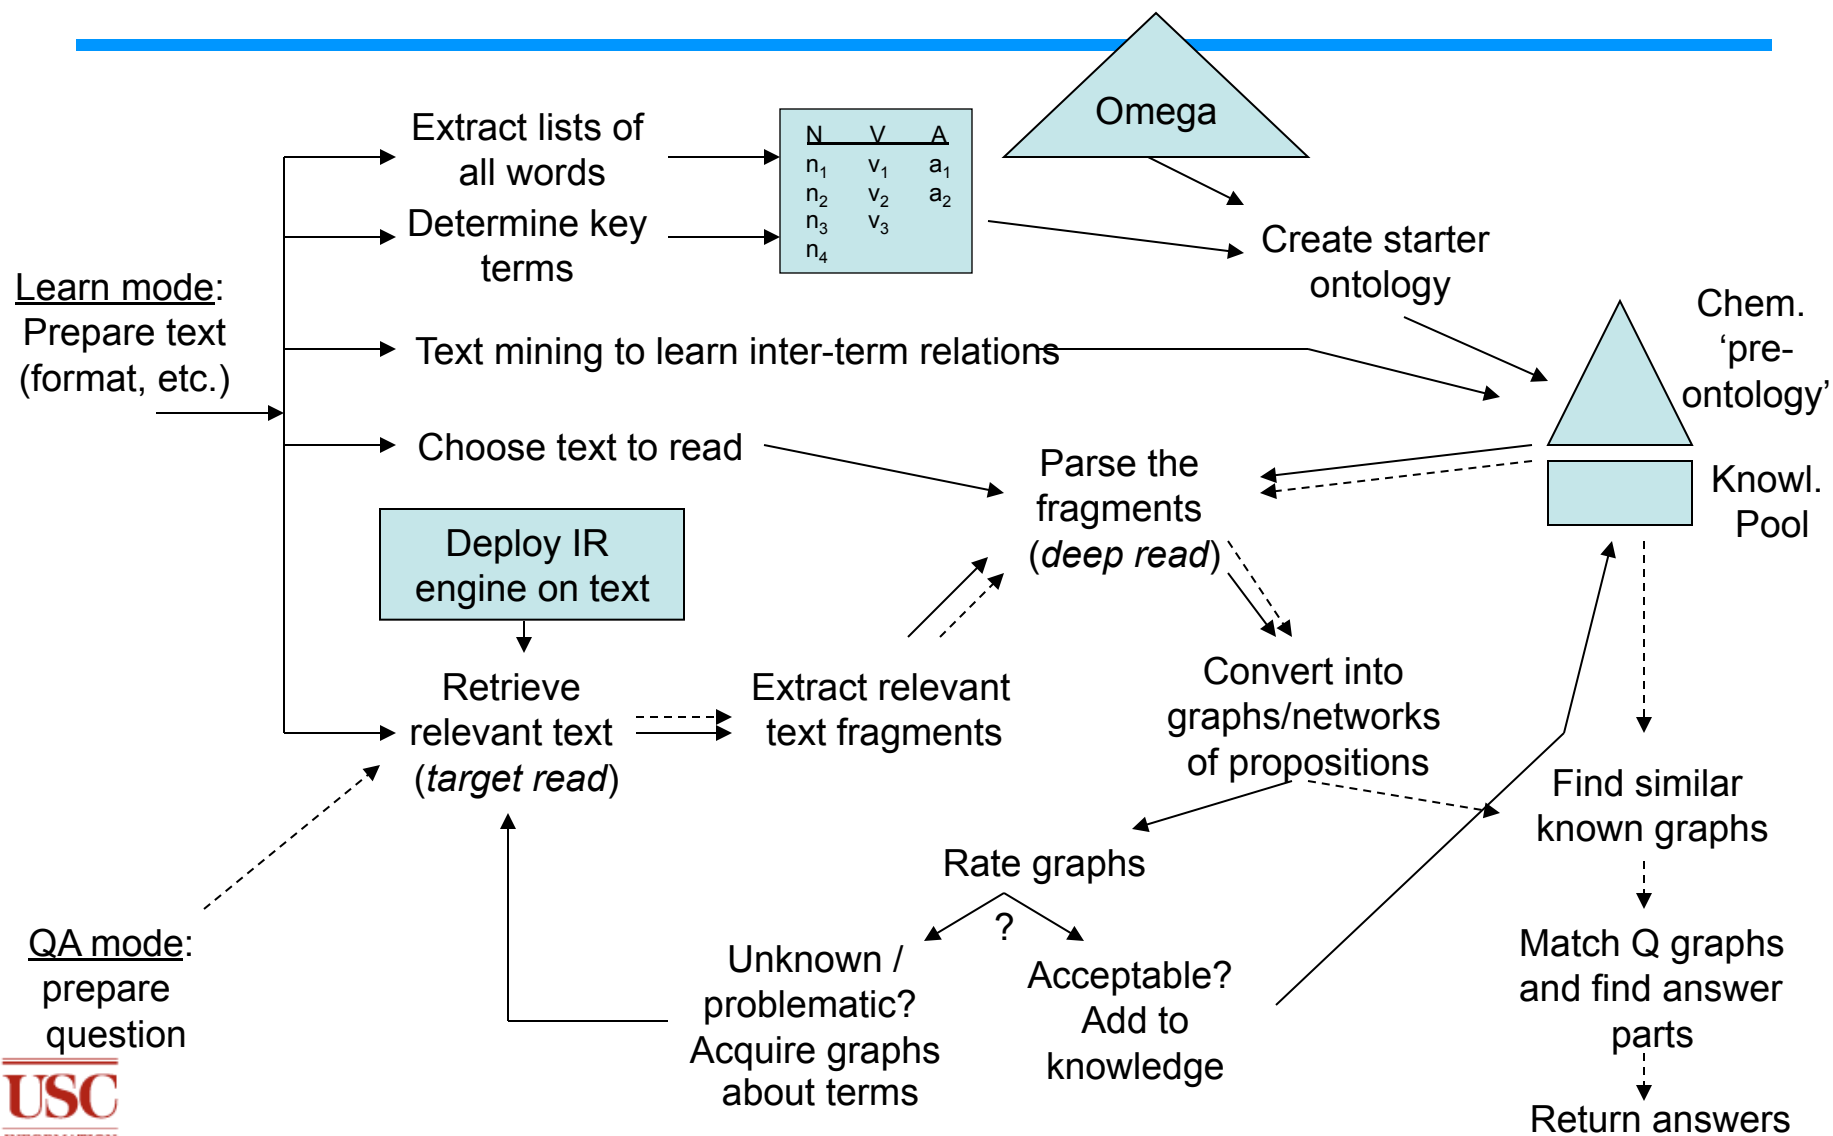 Omega
Extract lists of
all words
N V A
n1 v1 a1
n2 v2 a2
n3 v3
n4
Determine key
terms
Create starter
ontology
Learn mode:
Prepare text
(format, etc.)
Chem.
‘pre-
ontology’
Text mining to learn inter-term relations
Choose text to read
Parse the
fragments
(deep read)
Knowl.
Pool
Deploy IR
engine on text
Retrieve
relevant text
(target read)
Extract relevant
text fragments
Convert into
graphs/networks
of propositions
Find similar
known graphs
Rate graphs
?
QA mode:
prepare
question
Unknown /
problematic?
Acquire graphs
about terms
Acceptable?
Add to
knowledge
Match Q graphs
and find answer
parts
Return answers
USC